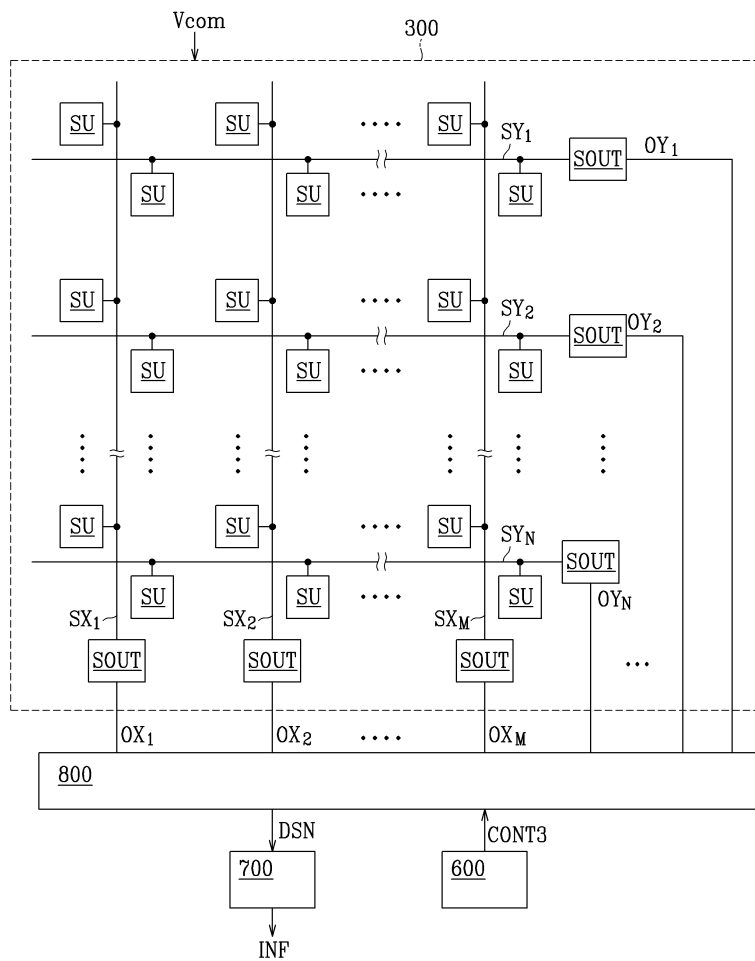 Vcom
300
SU SU SU
SY1
SOUT OY1
SU SU SU
SU SU SU
SY2
SOUT OY2
SU SU SU
SU SU SU
SYN
SOUT
SU SU SU
OYN
SX1 SX2 SXM
SOUT SOUT SOUT
OX1 OX2 OXM
800
DSN CONT3
700 600
INF